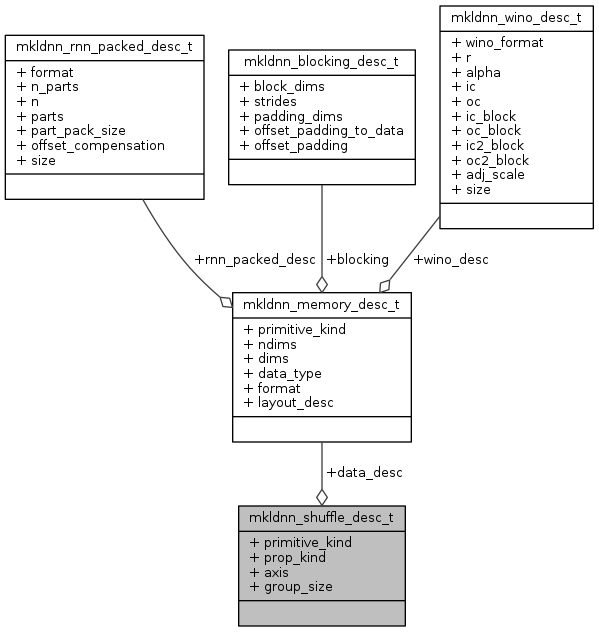 mkldnn_rnn_packed_desc_t
+ format
+ n_parts
+ n
+ parts
+ part_pack_size
+ offset_compensation
+ size
mkldnn_blocking_desc_t
+ block_dims
+ strides
+ padding_dims
+ offset_padding_to_data
+ offset_padding
mkldnn_wino_desc_t
+ wino_format
+ r
+ alpha
+ ic
+ oc
+ ic_block
+ oc_block
+ ic2_block
+ oc2_block
+ adj_scale
+ size
+rnn_packed_desc
+blocking
+wino_desc
mkldnn_memory_desc_t
+ primitive_kind
+ ndims
+ dims
+ data_type
+ format
+ layout_desc
+data_desc
mkldnn_shuffle_desc_t
+ primitive_kind
+ prop_kind
+ axis
+ group_size